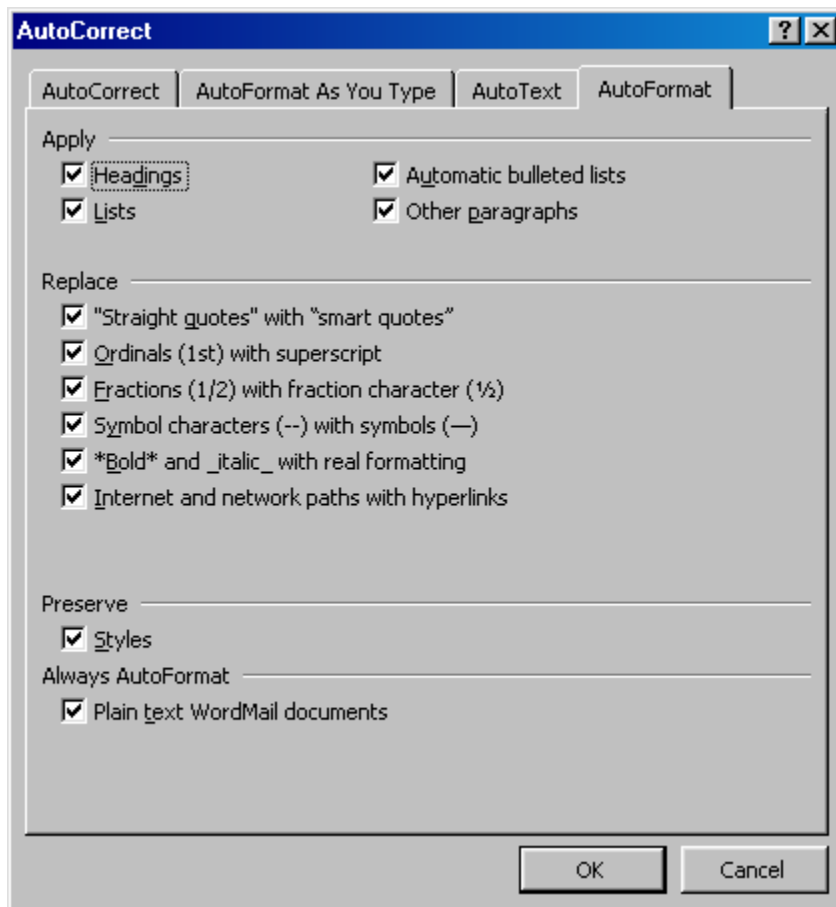 AutoCorrect
AutoCorrect AutoFormat As You Type AutoText AutoFormat
Apply
Headings Automatic bulleted lists
Lists Other paragraphs
Replace
"Straight quotes" with “smart quotes”
Ordinals (1st) with superscript
Fractions (1/2) with fraction character (½)
Symbol characters (--) with symbols (—)
*Bold* and _italic_ with real formatting
Internet and network paths with hyperlinks
Preserve
Styles
Always AutoFormat
Plain text WordMail documents
OK Cancel